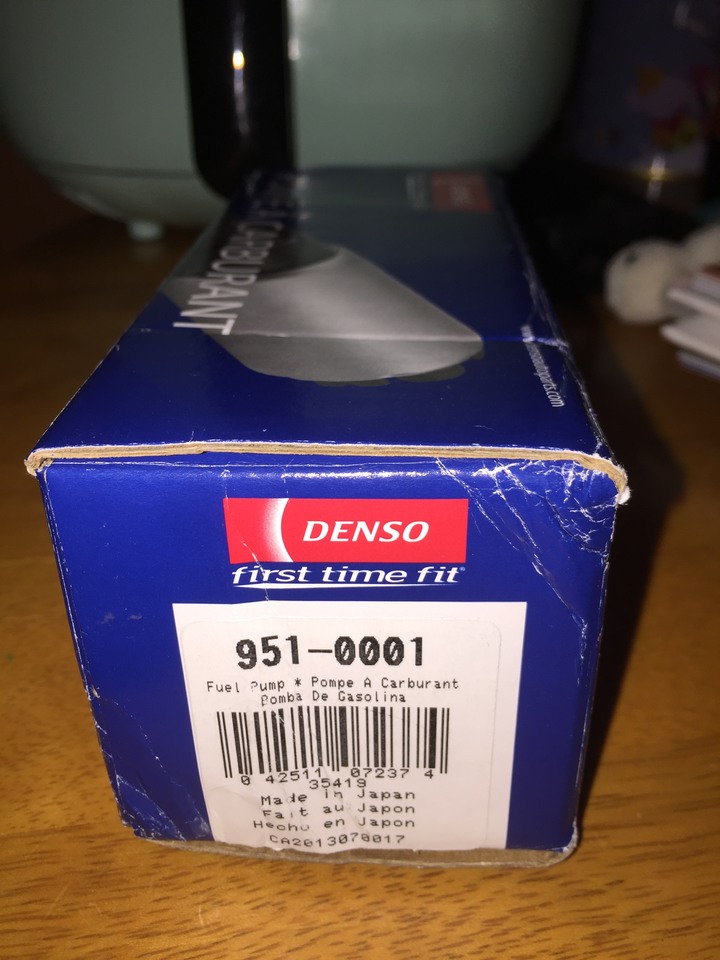 A CARBURANT
DENSO
first time fit®
951-0001
Fuel Pump * Pompe A Carburant
Bomba De Gasolina
0 42511 07237 4
35419
Made in Japan
Fait au Japon
Hecho en Japon
CA2013070017